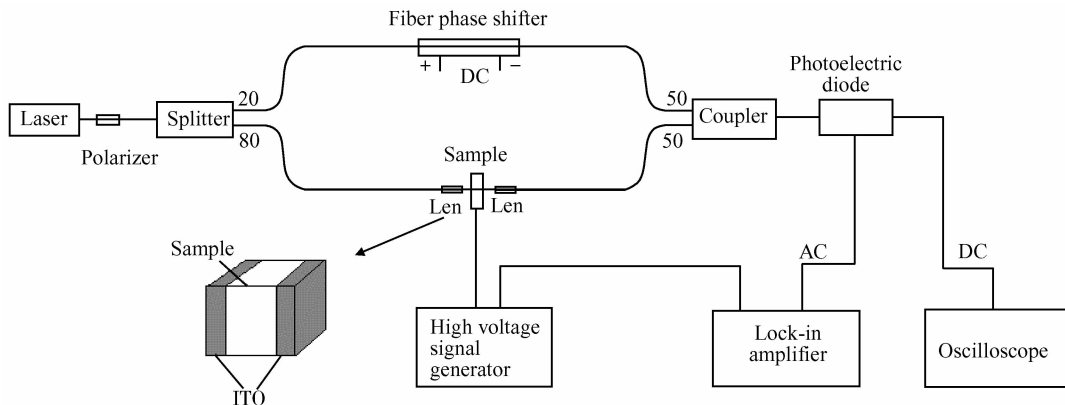 Fiber phase shifter
+ DC −
Photoelectric
diode
Laser
Polarizer
Splitter
20
80
50
50
Coupler
Sample
Len
Len
Sample
ITO
AC
DC
High voltage
signal
generator
Lock-in
amplifier
Oscilloscope